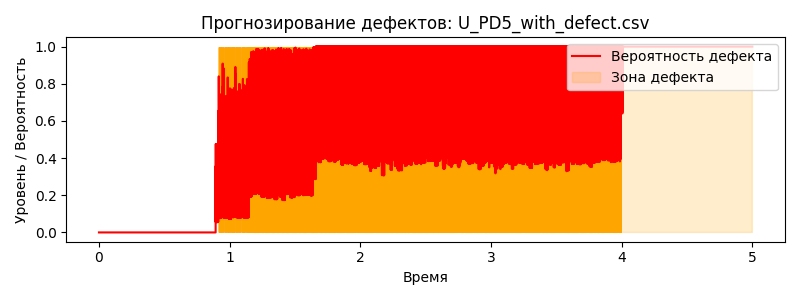 Прогнозирование дефектов: U_PD5_with_defect.csv
Уровень / Вероятность
1.0
0.8
0.6
0.4
0.2
0.0
Вероятность дефекта
Зона дефекта
0 1 2 3 4 5
Время